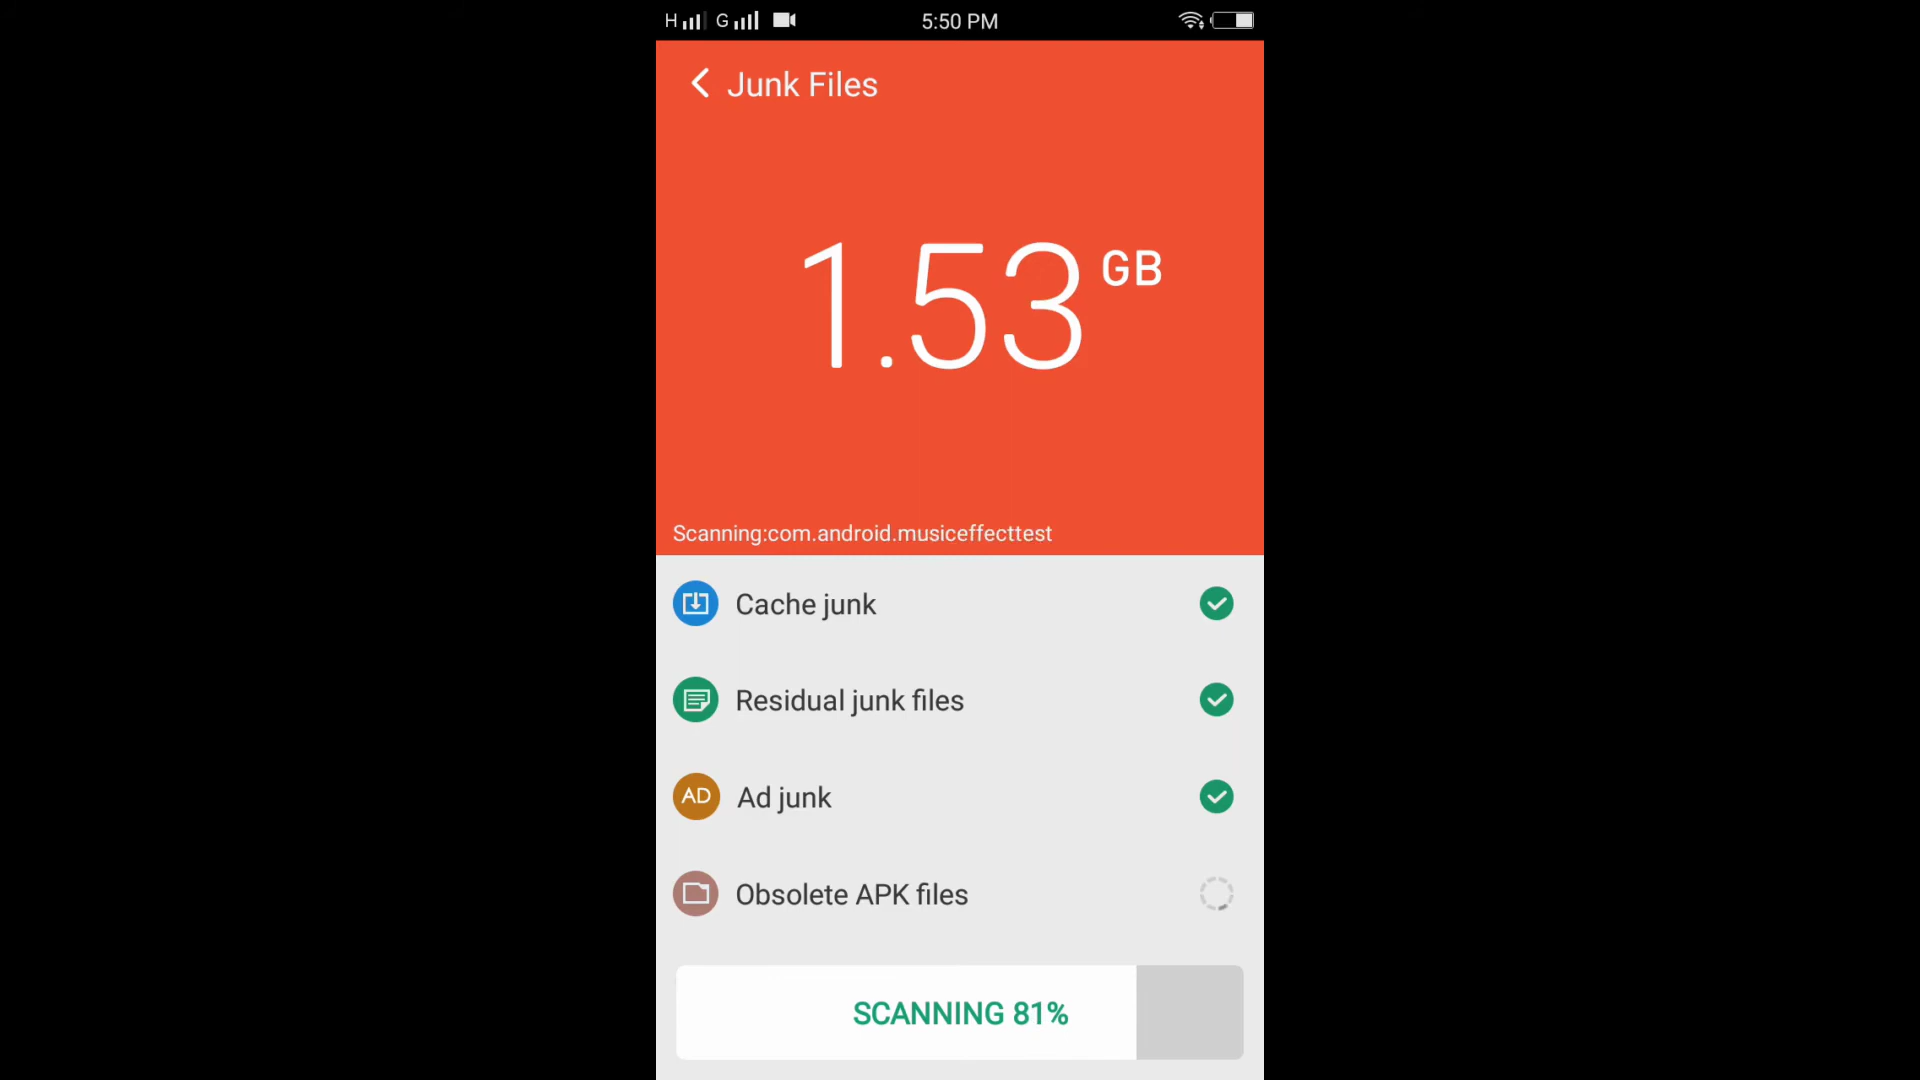 H G 5:50 PM
Junk Files
1.53 GB
Scanning:com.android.musiceffecttest
Cache junk
Residual junk files
AD Ad junk
Obsolete APK files
SCANNING 81%